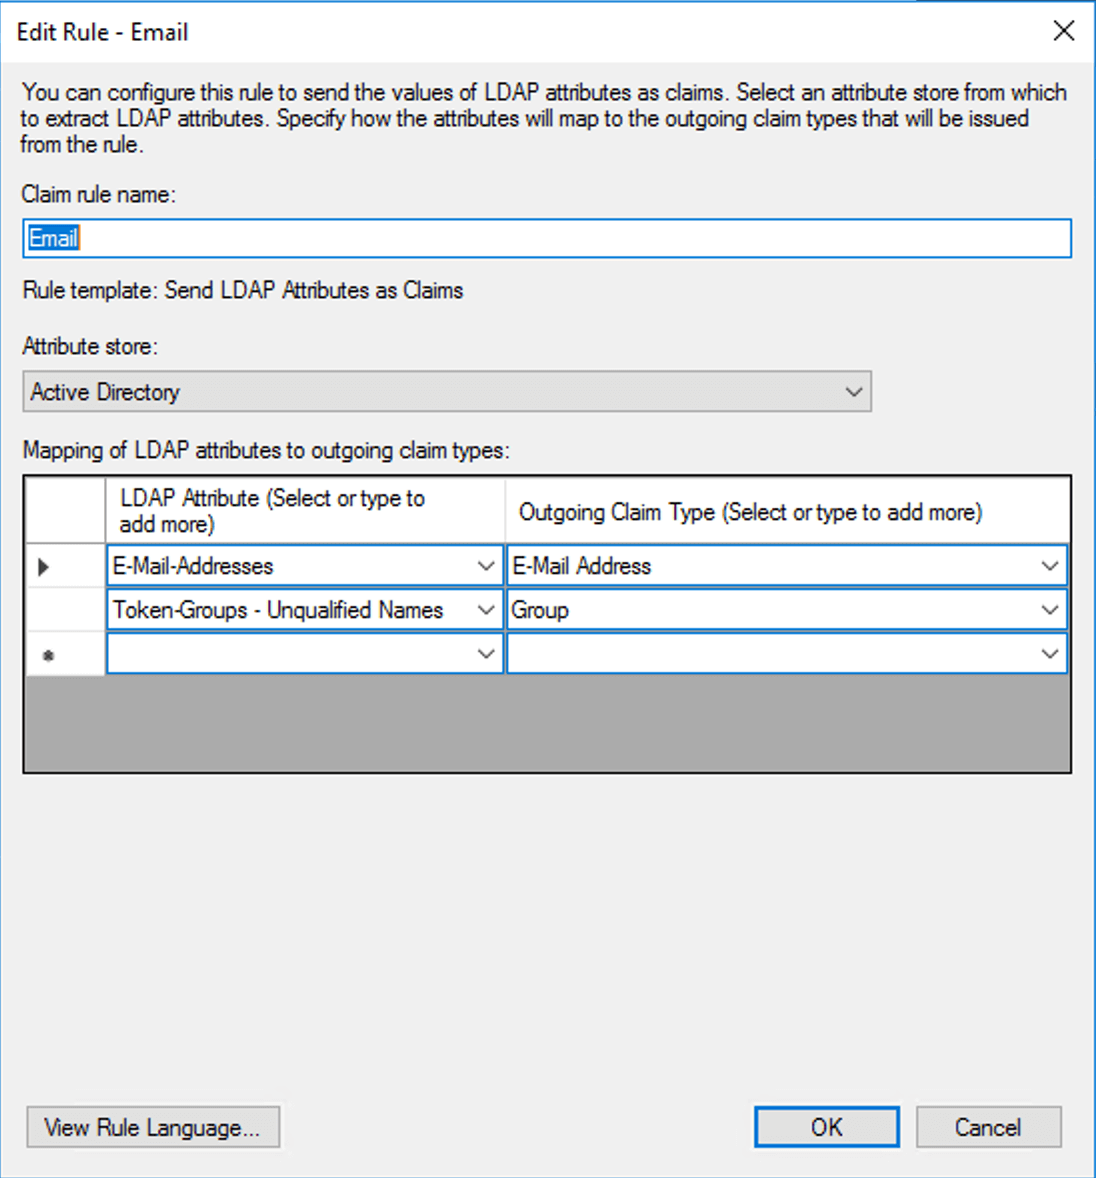 Edit Rule - Email
You can configure this rule to send the values of LDAP attributes as claims. Select an attribute store from which
to extract LDAP attributes. Specify how the attributes will map to the outgoing claim types that will be issued
from the rule.
Claim rule name:
Email
Rule template: Send LDAP Attributes as Claims
Attribute store:
Active Directory
Mapping of LDAP attributes to outgoing claim types:
LDAP Attribute (Select or type to
add more)
Outgoing Claim Type (Select or type to add more)
E-Mail-Addresses
E-Mail Address
Token-Groups - Unqualified Names
Group
View Rule Language...
OK
Cancel